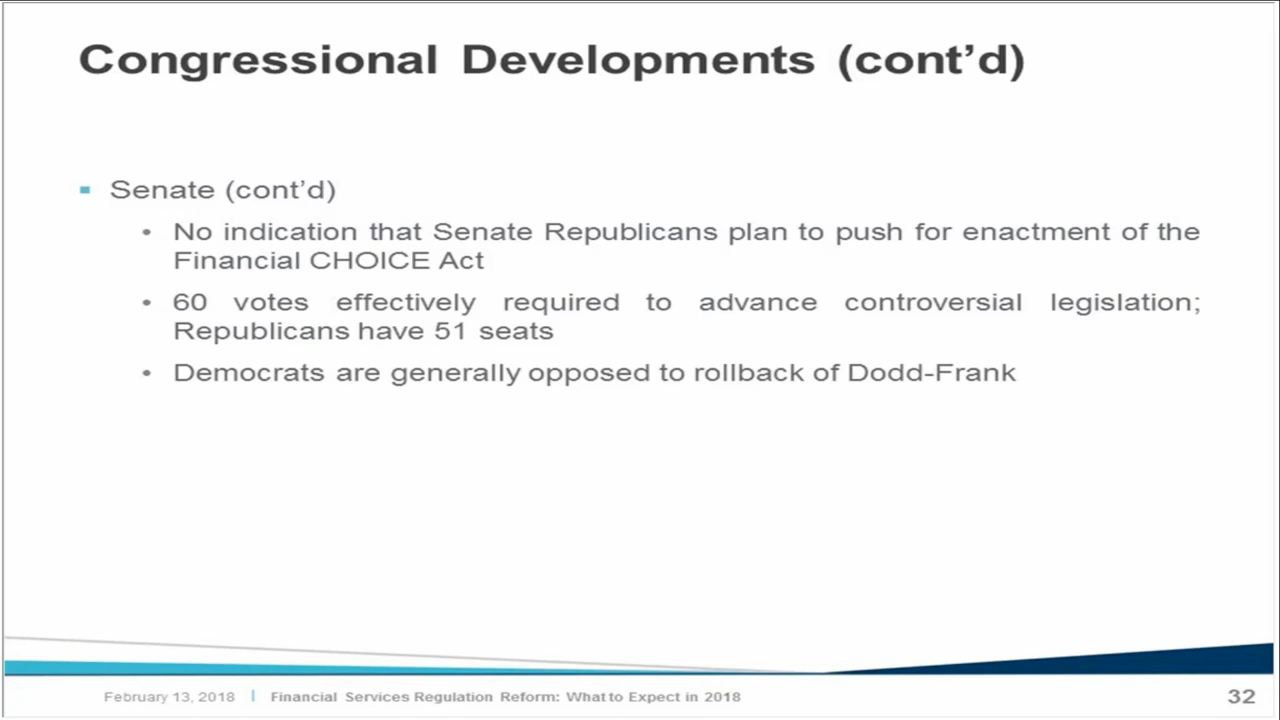 Congressional Developments (cont’d)
Senate (cont’d)
• No indication that Senate Republicans plan to push for enactment of the
Financial CHOICE Act
• 60 votes effectively required to advance controversial legislation;
Republicans have 51 seats
• Democrats are generally opposed to rollback of Dodd-Frank
February 13, 2018 | Financial Services Regulation Reform: What to Expect in 2018
32